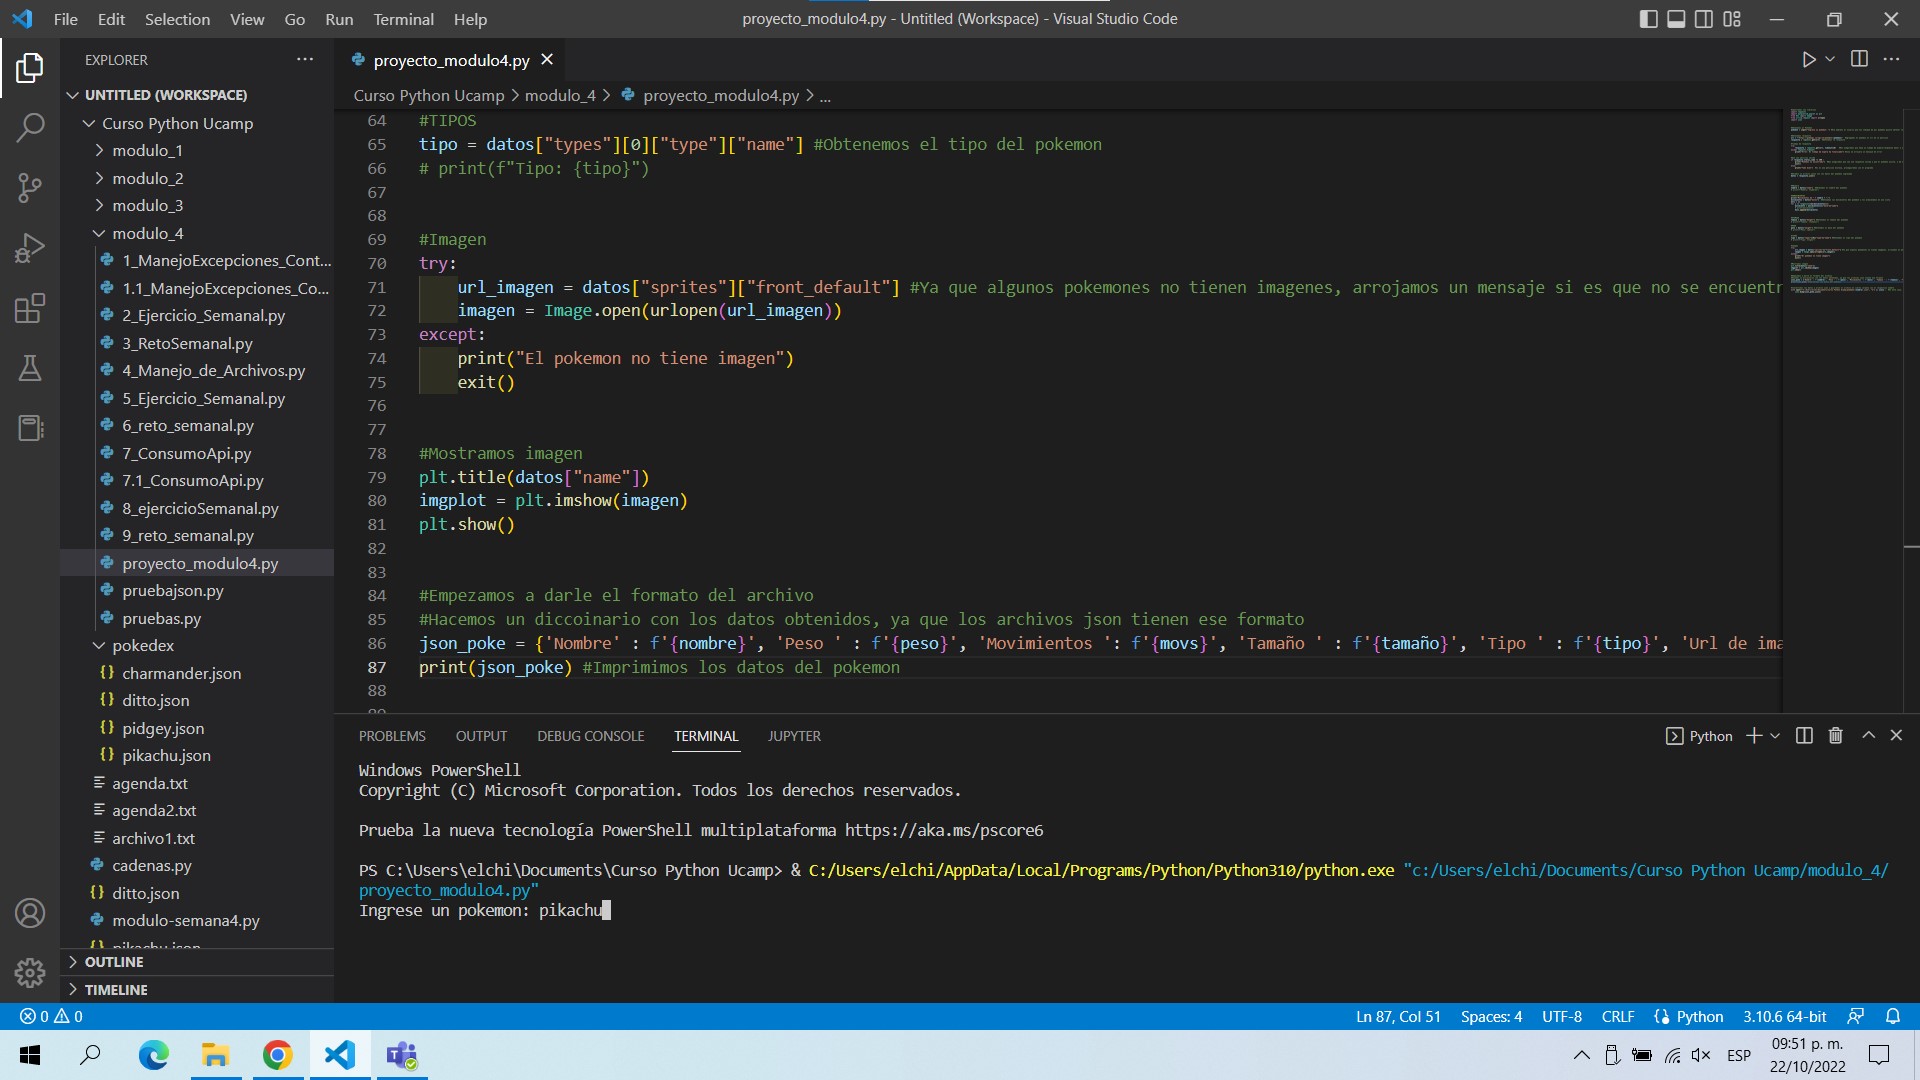 File Edit Selection View Go Run Terminal Help
proyecto_modulo4.py - Untitled (Workspace) - Visual Studio Code
EXPLORER
UNTITLED (WORKSPACE)
Curso Python Ucamp
modulo_1
modulo_2
modulo_3
modulo_4
1_ManejoExcepciones_Cont...
1.1_ManejoExcepciones_Co...
2_Ejercicio_Semanal.py
3_RetoSemanal.py
4_Manejo_de_Archivos.py
5_Ejercicio_Semanal.py
6_reto_semanal.py
7_ConsumoApi.py
7.1_ConsumoApi.py
8_ejercicioSemanal.py
9_reto_semanal.py
proyecto_modulo4.py
pruebajson.py
pruebas.py
pokedex
charmander.json
ditto.json
pidgey.json
pikachu.json
agenda.txt
agenda2.txt
archivo1.txt
cadenas.py
ditto.json
modulo-semana4.py
pikachu.json
OUTLINE
TIMELINE
proyecto_modulo4.py
Curso Python Ucamp > modulo_4 > proyecto_modulo4.py > ...
64 #TIPOS
65 tipo = datos["types"][0]["type"]["name"] #Obtenemos el tipo del pokemon
66 # print(f"Tipo: {tipo}")
67
68
69 #Imagen
70 try:
71 url_imagen = datos["sprites"]["front_default"] #Ya que algunos pokemones no tienen imagenes, arrojamos un mensaje si es que no se encuentr
72 imagen = Image.open(urlopen(url_imagen))
73 except:
74 print("El pokemon no tiene imagen")
75 exit()
76
77
78 #Mostramos imagen
79 plt.title(datos["name"])
80 imgplot = plt.imshow(imagen)
81 plt.show()
82
83
84 #Empezamos a darle el formato del archivo
85 #Hacemos un diccoinario con los datos obtenidos, ya que los archivos json tienen ese formato
86 json_poke = {'Nombre' : f'{nombre}', 'Peso ' : f'{peso}', 'Movimientos ': f'{movs}', 'Tamaño ' : f'{tamaño}', 'Tipo ' : f'{tipo}', 'Url de ima
87 print(json_poke) #Imprimimos los datos del pokemon
88
89
PROBLEMS OUTPUT DEBUG CONSOLE TERMINAL JUPYTER
Python
Windows PowerShell
Copyright (C) Microsoft Corporation. Todos los derechos reservados.
Prueba la nueva tecnología PowerShell multiplataforma https://aka.ms/pscore6
PS C:\Users\elchi\Documents\Curso Python Ucamp> & C:/Users/elchi/AppData/Local/Programs/Python/Python310/python.exe "c:/Users/elchi/Documents/Curso Python Ucamp/modulo_4/
proyecto_modulo4.py"
Ingrese un pokemon: pikachu
0 0
Ln 87, Col 51 Spaces: 4 UTF-8 CRLF Python 3.10.6 64-bit
ESP
09:51 p. m.
22/10/2022